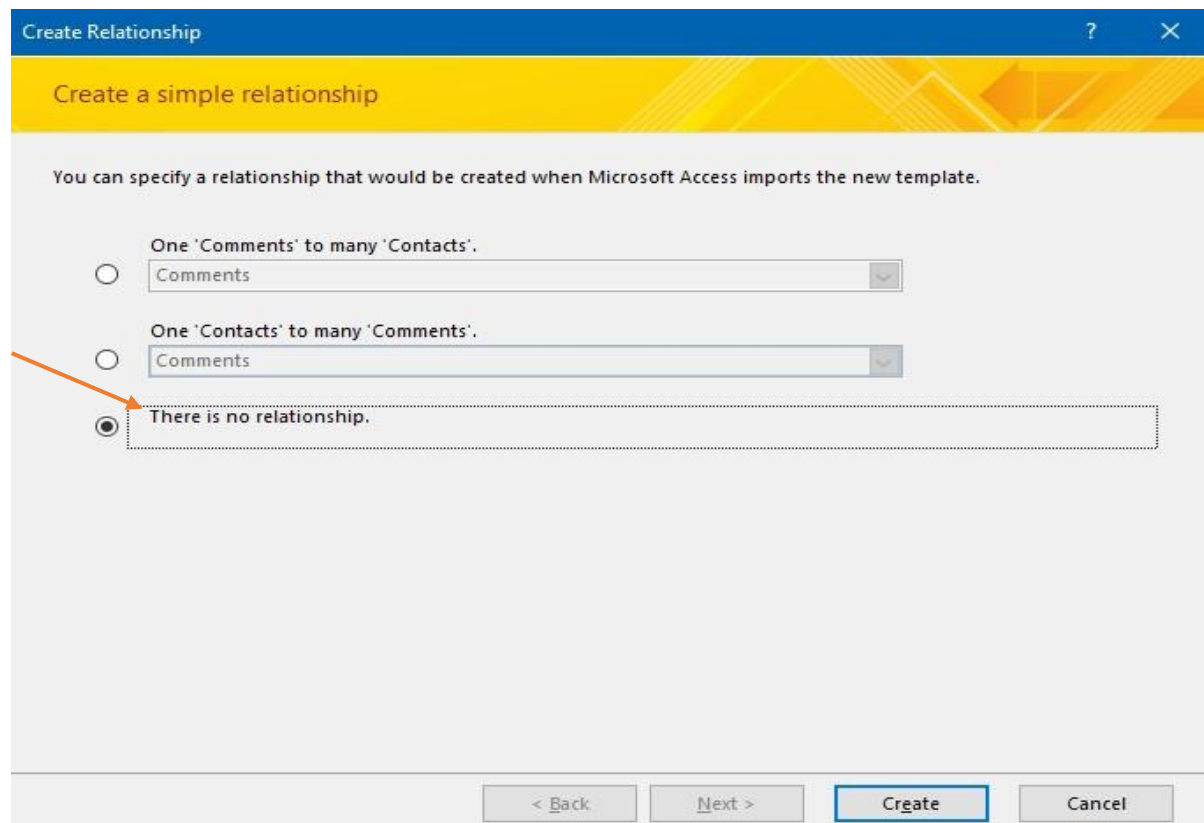 Create Relationship ?
Create a simple relationship
You can specify a relationship that would be created when Microsoft Access imports the new template.
One 'Comments' to many 'Contacts'.
Comments
One 'Contacts' to many 'Comments'.
Comments
There is no relationship.
< Back Next > Create Cancel